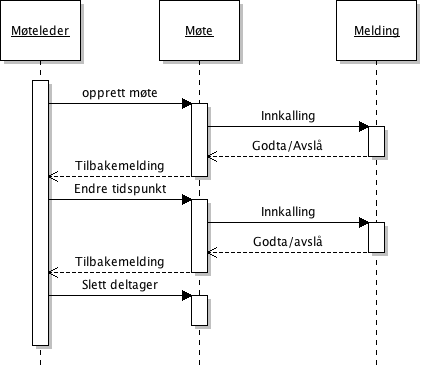 Møteleder
Møte
Melding
opprett møte
Innkalling
Godta/Avslå
Tilbakemelding
Endre tidspunkt
Innkalling
Godta/avslå
Tilbakemelding
Slett deltager